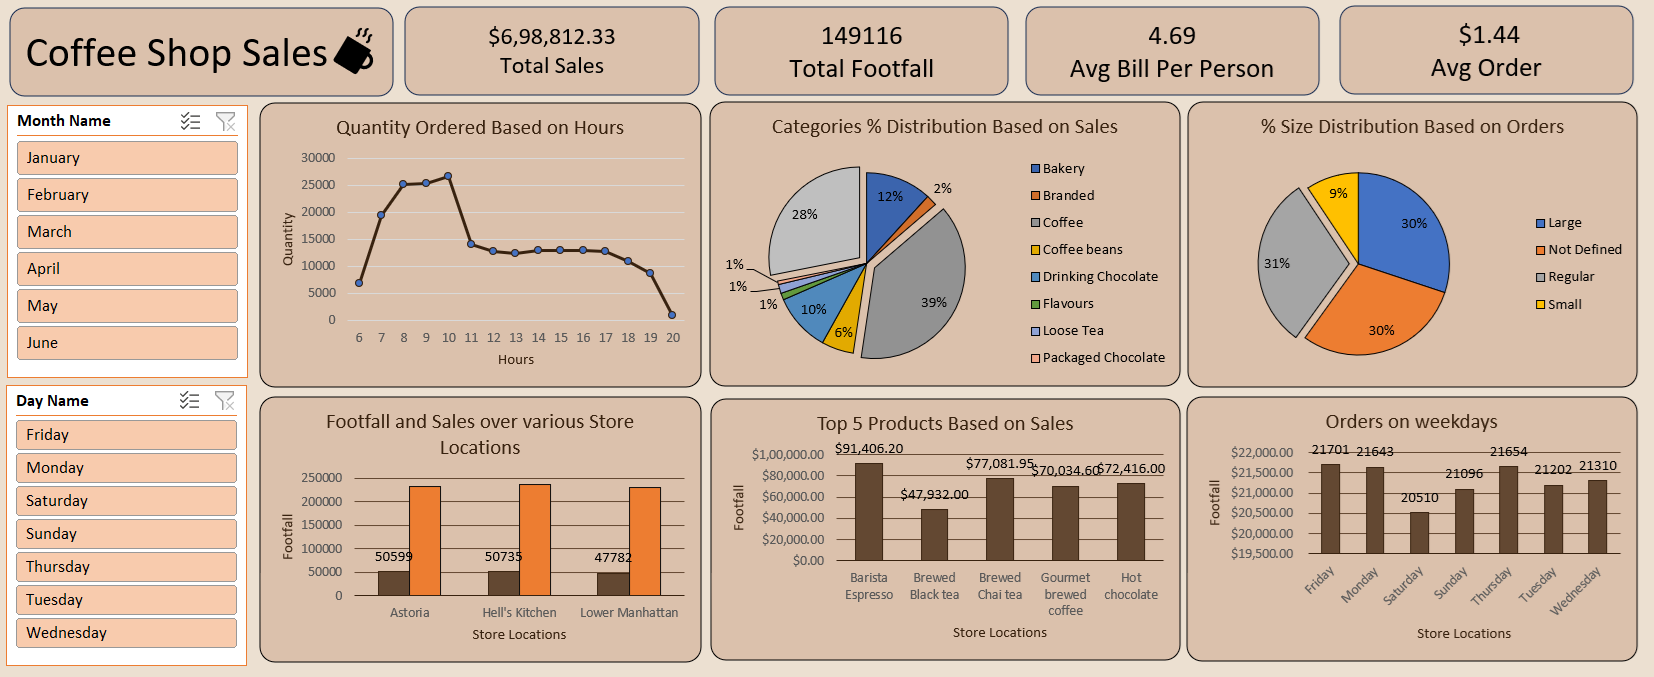 Coffee Shop Sales
$6,98,812.33
Total Sales
149116
Total Footfall
4.69
Avg Bill Per Person
$1.44
Avg Order
Month Name
January
February
March
April
May
June
Day Name
Friday
Monday
Saturday
Sunday
Thursday
Tuesday
Wednesday
Quantity Ordered Based on Hours
30000
25000
20000
15000
10000
5000
0
Quantity
6 7 8 9 10 11 12 13 14 15 16 17 18 19 20
Hours
Categories % Distribution Based on Sales
12%
2%
39%
6%
10%
1%
1%
1%
28%
Bakery
Branded
Coffee
Coffee beans
Drinking Chocolate
Flavours
Loose Tea
Packaged Chocolate
% Size Distribution Based on Orders
30%
30%
31%
9%
Large
Not Defined
Regular
Small
Footfall and Sales over various Store
Locations
250000
200000
150000
100000
50000
0
Footfall
50599 50735 47782
Astoria Hell's Kitchen Lower Manhattan
Store Locations
Top 5 Products Based on Sales
$1,00,000.00
$80,000.00
$60,000.00
$40,000.00
$20,000.00
$0.00
Footfall
$91,406.20
$47,932.00
$77,081.95
$70,034.60
$72,416.00
Barista
Espresso
Brewed
Black tea
Brewed
Chai tea
Gourmet
brewed
coffee
Hot
chocolate
Store Locations
Orders on weekdays
$22,000.00
$21,500.00
$21,000.00
$20,500.00
$20,000.00
$19,500.00
Footfall
21701
21643
20510
21096
21654
21202
21310
Friday
Monday
Saturday
Sunday
Thursday
Tuesday
Wednesday
Store Locations